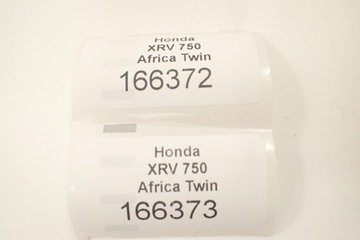 Honda
XRV 750
Africa Twin
166372
Honda
XRV 750
Africa Twin
166373